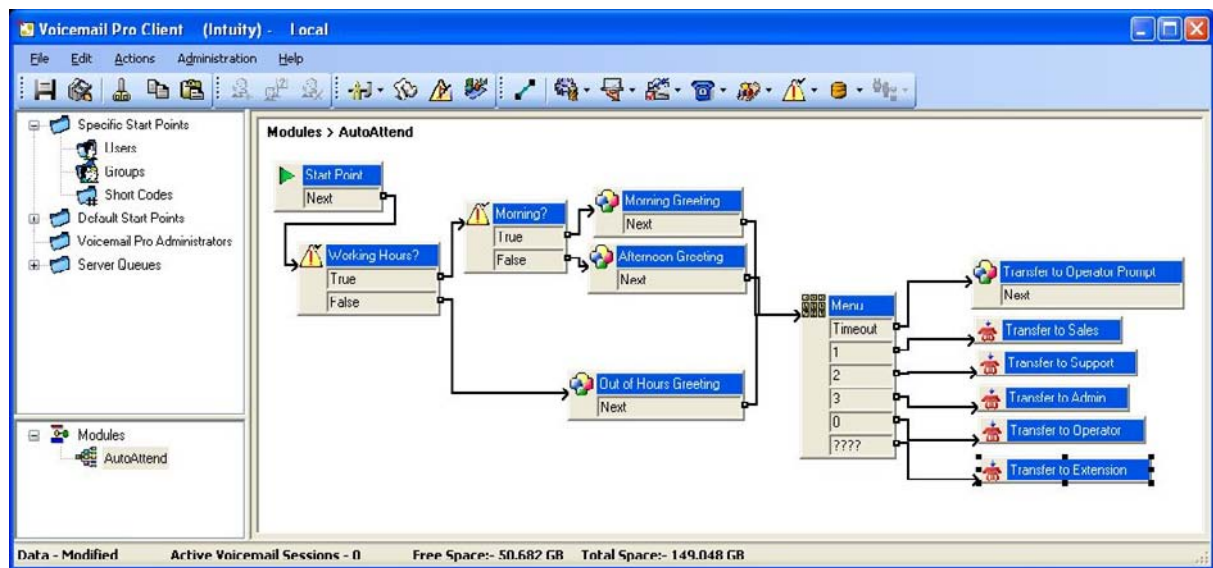 Voicemail Pro Client (Intuity) - Local
File Edit Actions Administration Help
Specific Start Points
Users
Groups
Short Codes
Default Start Points
Voicemail Pro Administrators
Server Queues
Modules
AutoAttend
Modules > AutoAttend
Start Point
Next
Working Hours?
True
False
Morning?
True
False
Morning Greeting
Next
Afternoon Greeting
Next
Out of Hours Greeting
Next
Menu
Timeout
1
2
3
0
????
Transfer to Operator Prompt
Next
Transfer to Sales
Transfer to Support
Transfer to Admin
Transfer to Operator
Transfer to Extension
Data - Modified Active Voicemail Sessions - 0 Free Space:- 50.682 GB Total Space:- 149.048 GB